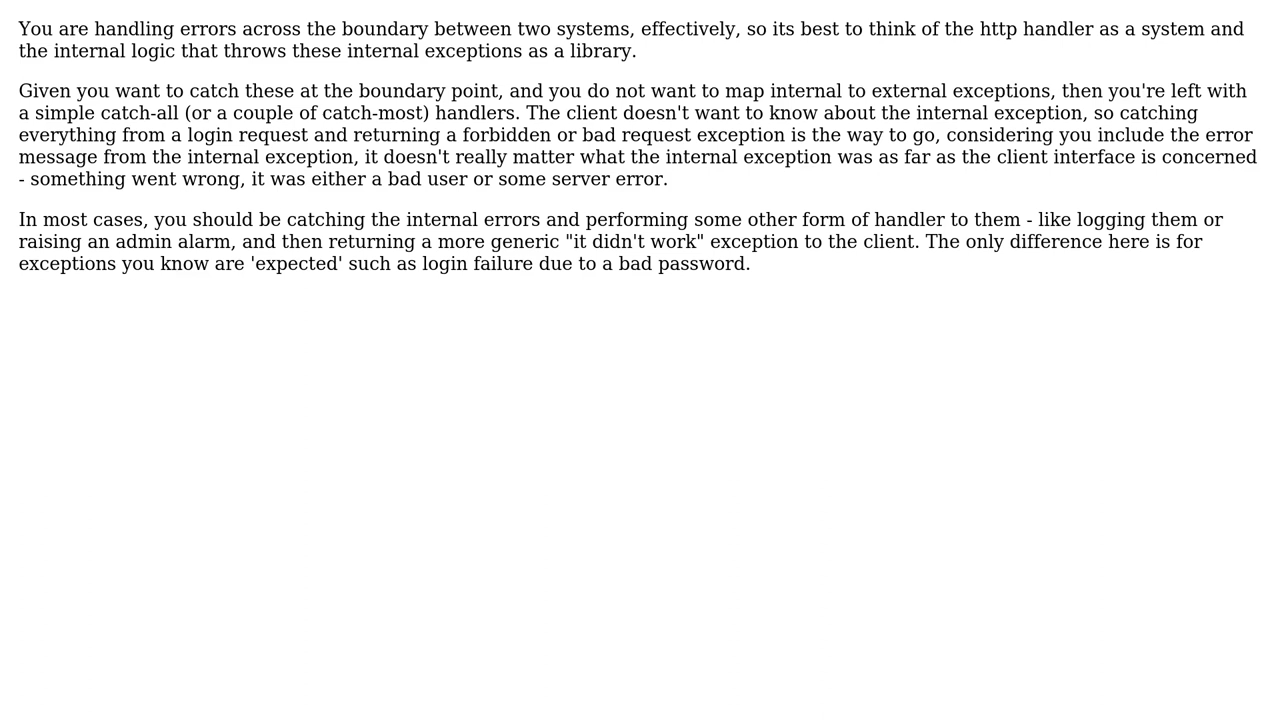 You are handling errors across the boundary between two systems, effectively, so its best to think of the http handler as a system and
the internal logic that throws these internal exceptions as a library.
Given you want to catch these at the boundary point, and you do not want to map internal to external exceptions, then you're left with
a simple catch-all (or a couple of catch-most) handlers. The client doesn't want to know about the internal exception, so catching
everything from a login request and returning a forbidden or bad request exception is the way to go, considering you include the error
message from the internal exception, it doesn't really matter what the internal exception was as far as the client interface is concerned
- something went wrong, it was either a bad user or some server error.
In most cases, you should be catching the internal errors and performing some other form of handler to them - like logging them or
raising an admin alarm, and then returning a more generic "it didn't work" exception to the client. The only difference here is for
exceptions you know are 'expected' such as login failure due to a bad password.